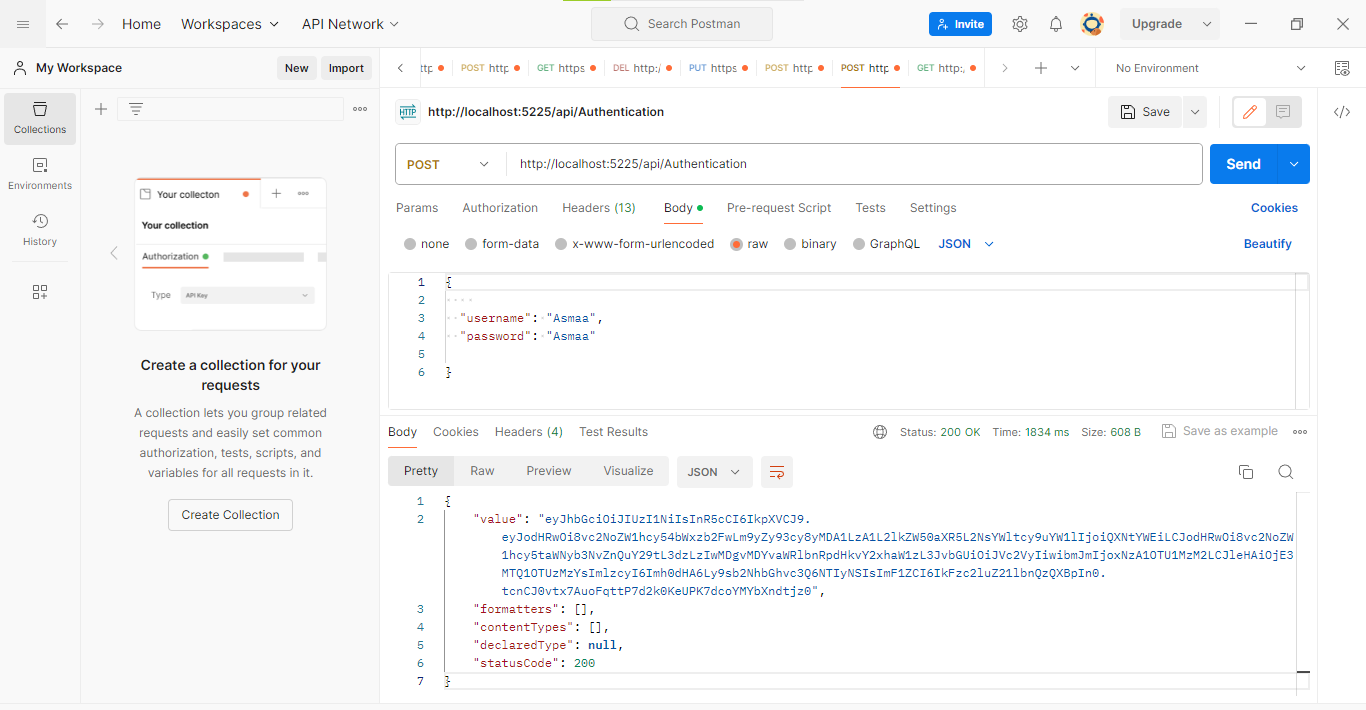 Home Workspaces API Network Search Postman Invite Upgrade
My Workspace New Import
ttp POST http GET https DEL http:/ PUT https POST http POST http GET http:, No Environment
Collections
Environments
History
Your collecton
Your collection
Authorization
Type API Key
Create a collection for your
requests
A collection lets you group related
requests and easily set common
authorization, tests, scripts, and
variables for all requests in it.
Create Collection
HTTP http://localhost:5225/api/Authentication Save
POST http://localhost:5225/api/Authentication Send
Params Authorization Headers (13) Body Pre-request Script Tests Settings Cookies
none form-data x-www-form-urlencoded raw binary GraphQL JSON Beautify
1 {
2
3 "username": "Asmaa",
4 "password": "Asmaa"
5
6 }
Body Cookies Headers (4) Test Results Status: 200 OK Time: 1834 ms Size: 608 B Save as example
Pretty Raw Preview Visualize JSON
1 {
2 "value": "eyJhbGciOiJIUzI1NiIsInR5cCI6IkpXVCJ9.
eyJodHRwOi8vc2NoZW1hcy54bWxzb2FwLm9yZy93cy8yMDA1LzA1L2lkZW50aXR5L2NsYWltcy9uYW1lIjoiQXNtYWEiLCJodHRwOi8vc2NoZW
1hcy5taWNyb3NvZnQuY29tL3dzLzIwMDgvMDYvaWRlbnRpdHkvY2xhaW1zL3JvbGUiOiJVc2VyIiwibmJmIjoxNzA1OTU1MzM2LCJleHAiOjE3
MTQ1OTUzMzYsImlzcyI6Imh0dHA6Ly9sb2NhbGhvc3Q6NTIyNSIsImF1ZCI6IkFzc2luZ21lbnQzQXBpIn0.
tcnCJ0vtx7AuoFqttP7d2k0KeUPK7dcoYMYbXndtjz0",
3 "formatters": [],
4 "contentTypes": [],
5 "declaredType": null,
6 "statusCode": 200
7 }